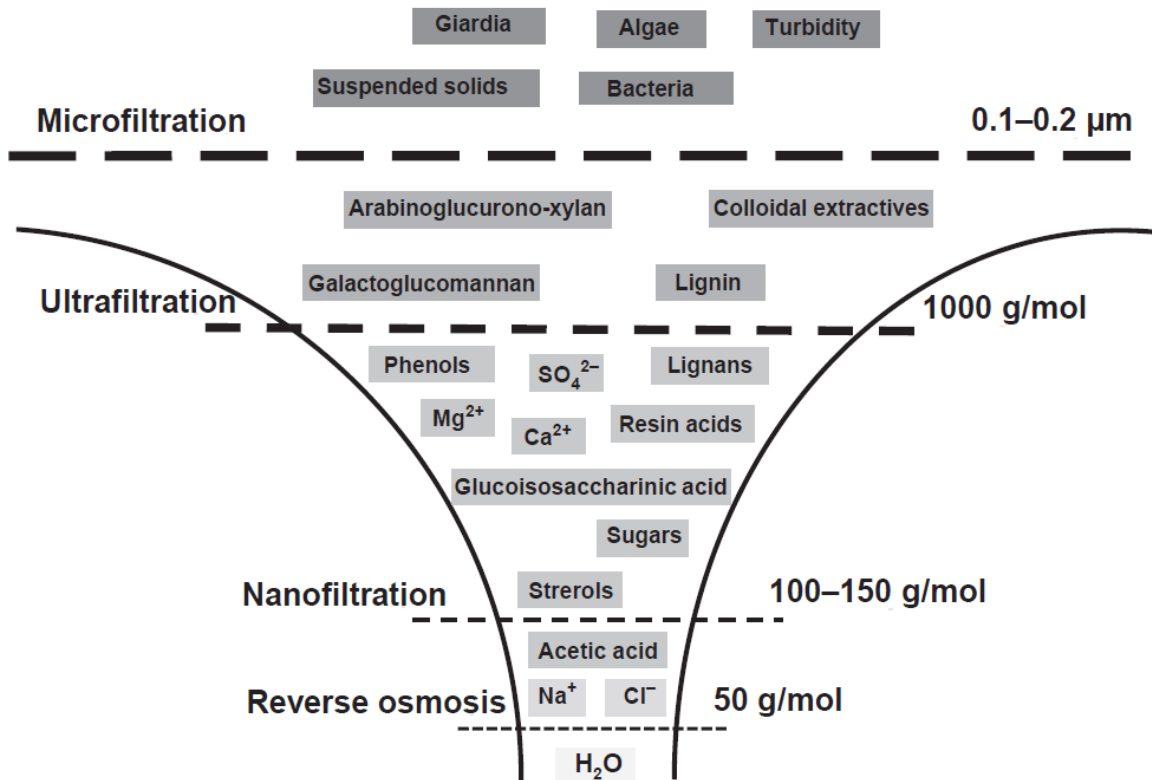 Giardia
Algae
Turbidity
Suspended solids
Bacteria
Microfiltration
0.1–0.2 µm
Arabinoglucurono-xylan
Colloidal extractives
Galactoglucomannan
Lignin
Ultrafiltration
1000 g/mol
Phenols
SO₄²⁻
Lignans
Mg²⁺
Ca²⁺
Resin acids
Glucoisosaccharinic acid
Sugars
Nanofiltration
Strerols
100–150 g/mol
Acetic acid
Reverse osmosis
Na⁺
Cl⁻
50 g/mol
H₂O